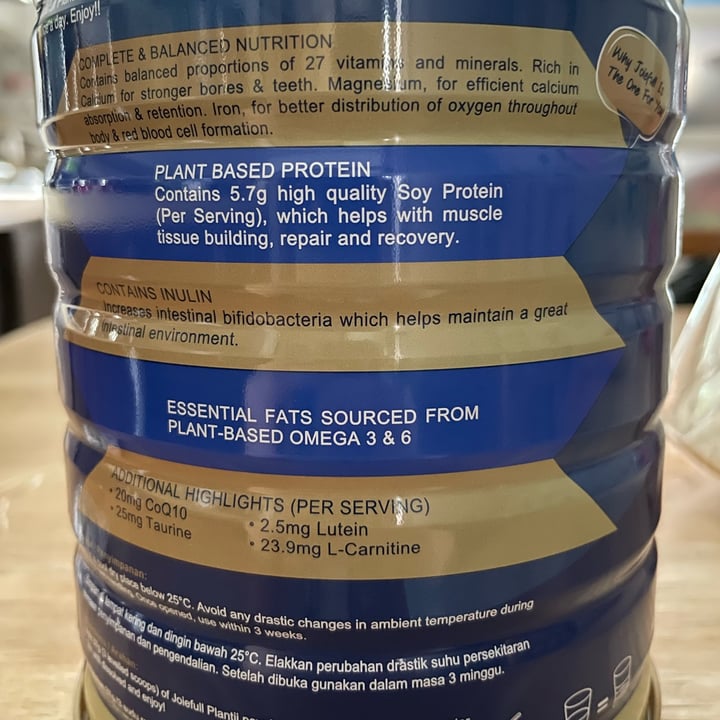 a day. Enjoy!!
COMPLETE & BALANCED NUTRITION
Contains balanced proportions of 27 vitamins and minerals. Rich in
Calcium for stronger bones & teeth. Magnesium, for efficient calcium
absorption & retention. Iron, for better distribution of oxygen throughout
body & red blood cell formation.
Why Joiefull Is
The One For You
PLANT BASED PROTEIN
Contains 5.7g high quality Soy Protein
(Per Serving), which helps with muscle
tissue building, repair and recovery.
CONTAINS INULIN
Increases intestinal bifidobacteria which helps maintain a great
intestinal environment.
ESSENTIAL FATS SOURCED FROM
PLANT-BASED OMEGA 3 & 6
ADDITIONAL HIGHLIGHTS (PER SERVING)
• 20mg CoQ10
• 25mg Taurine
• 2.5mg Lutein
• 23.9mg L-Carnitine
dry place below 25°C. Avoid any drastic changes in ambient temperature during
Once opened, use within 3 weeks.
tempat kering dan dingin bawah 25°C. Elakkan perubahan drastik suhu persekitaran
penyimpanan dan pengendalian. Setelah dibuka gunakan dalam masa 3 minggu.
scoops) of Joiefull Plantii
dissolved and enjoy!
=